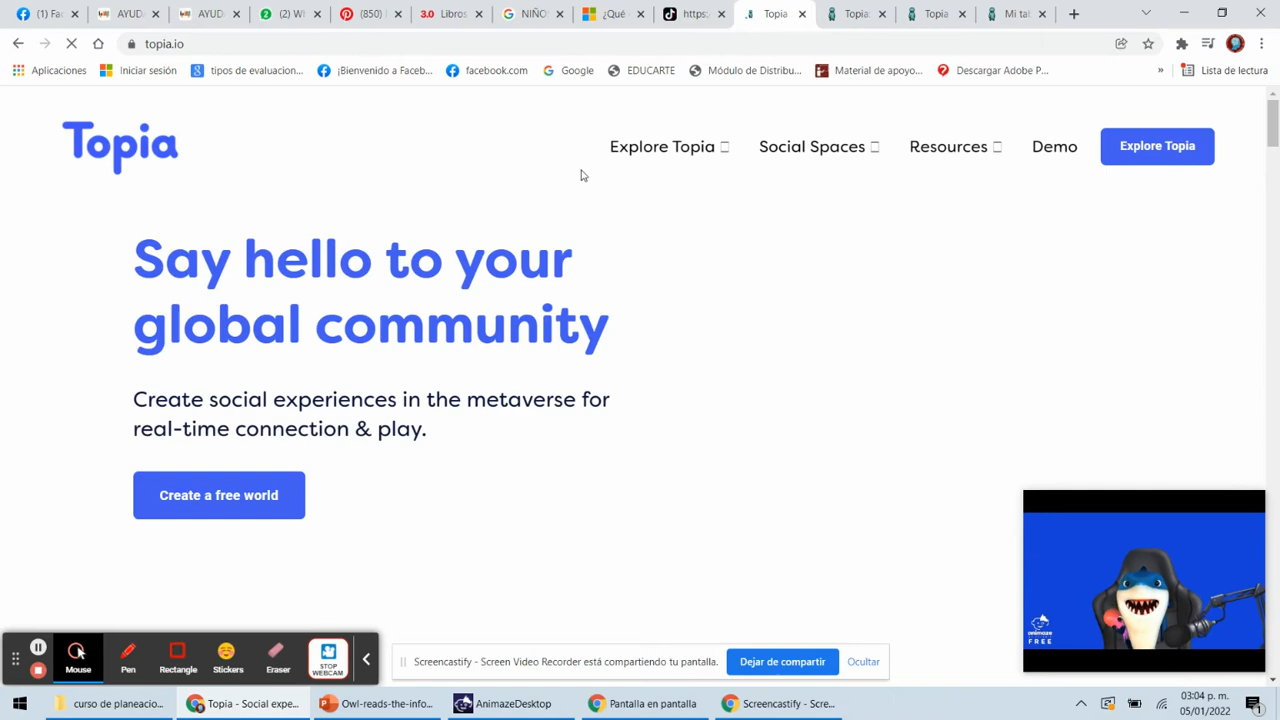 (1) Fac
AYUD
AYUD
(2) W
(850)
3.0 Libros
NIÑO
¿Qué
https:/
Topia
Topia:
Topia
Mi ta
topia.io
Aplicaciones
Iniciar sesión
tipos de evaluacion...
¡Bienvenido a Faceb...
facebook.com
Google
EDUCARTE
Módulo de Distribu...
Material de apoyo...
Descargar Adobe P...
»
Lista de lectura
Topia
Explore Topia
Social Spaces
Resources
Demo
Explore Topia
Say hello to your
global community
Create social experiences in the metaverse for
real-time connection & play.
Create a free world
animaze
FREE
Mouse
Pen
Rectangle
Stickers
Eraser
STOP
WEBCAM
Screencastify - Screen Video Recorder está compartiendo tu pantalla.
Dejar de compartir
Ocultar
curso de planeacio...
Topia - Social expe...
Owl-reads-the-info...
AnimazeDesktop
Pantalla en pantalla
Screencastify - Scre...
03:04 p. m.
05/01/2022
1